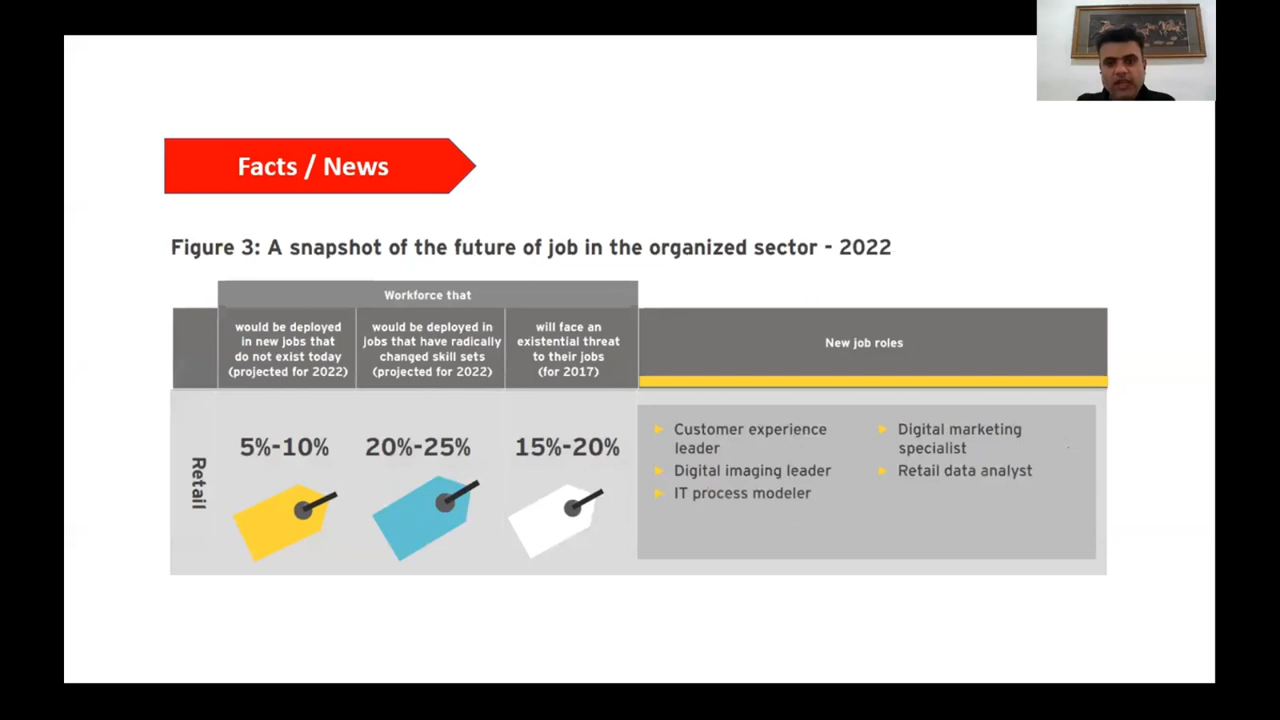 Facts / News
Figure 3: A snapshot of the future of job in the organized sector - 2022
Workforce that
would be deployed
in new jobs that
do not exist today
(projected for 2022)
would be deployed in
jobs that have radically
changed skill sets
(projected for 2022)
will face an
existential threat
to their jobs
(for 2017)
New job roles
Retail
5%-10%
20%-25%
15%-20%
Customer experience
leader
Digital imaging leader
IT process modeler
Digital marketing
specialist
Retail data analyst